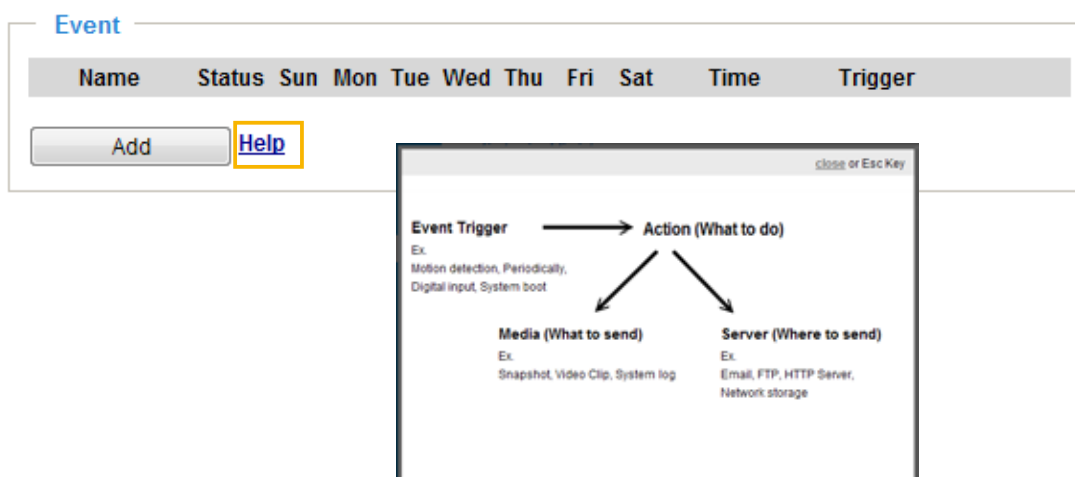 Event
Name Status Sun Mon Tue Wed Thu Fri Sat Time Trigger
Add Help
close or Esc Key
Event Trigger Action (What to do)
Ex.
Motion detection, Periodically,
Digital input, System boot
Media (What to send) Server (Where to send)
Ex. Ex.
Snapshot, Video Clip, System log Email, FTP, HTTP Server,
Network storage